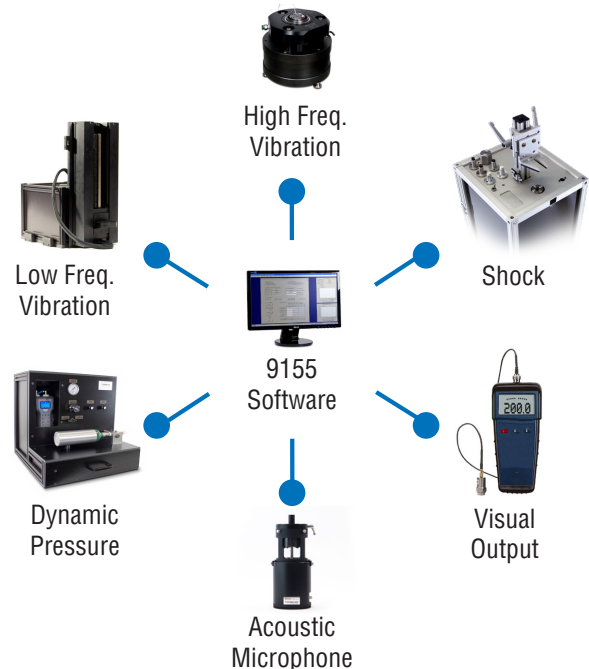 High Freq.
Vibration
Low Freq.
Vibration
Shock
9155
Software
200.0
Dynamic
Pressure
Visual
Output
Acoustic
Microphone